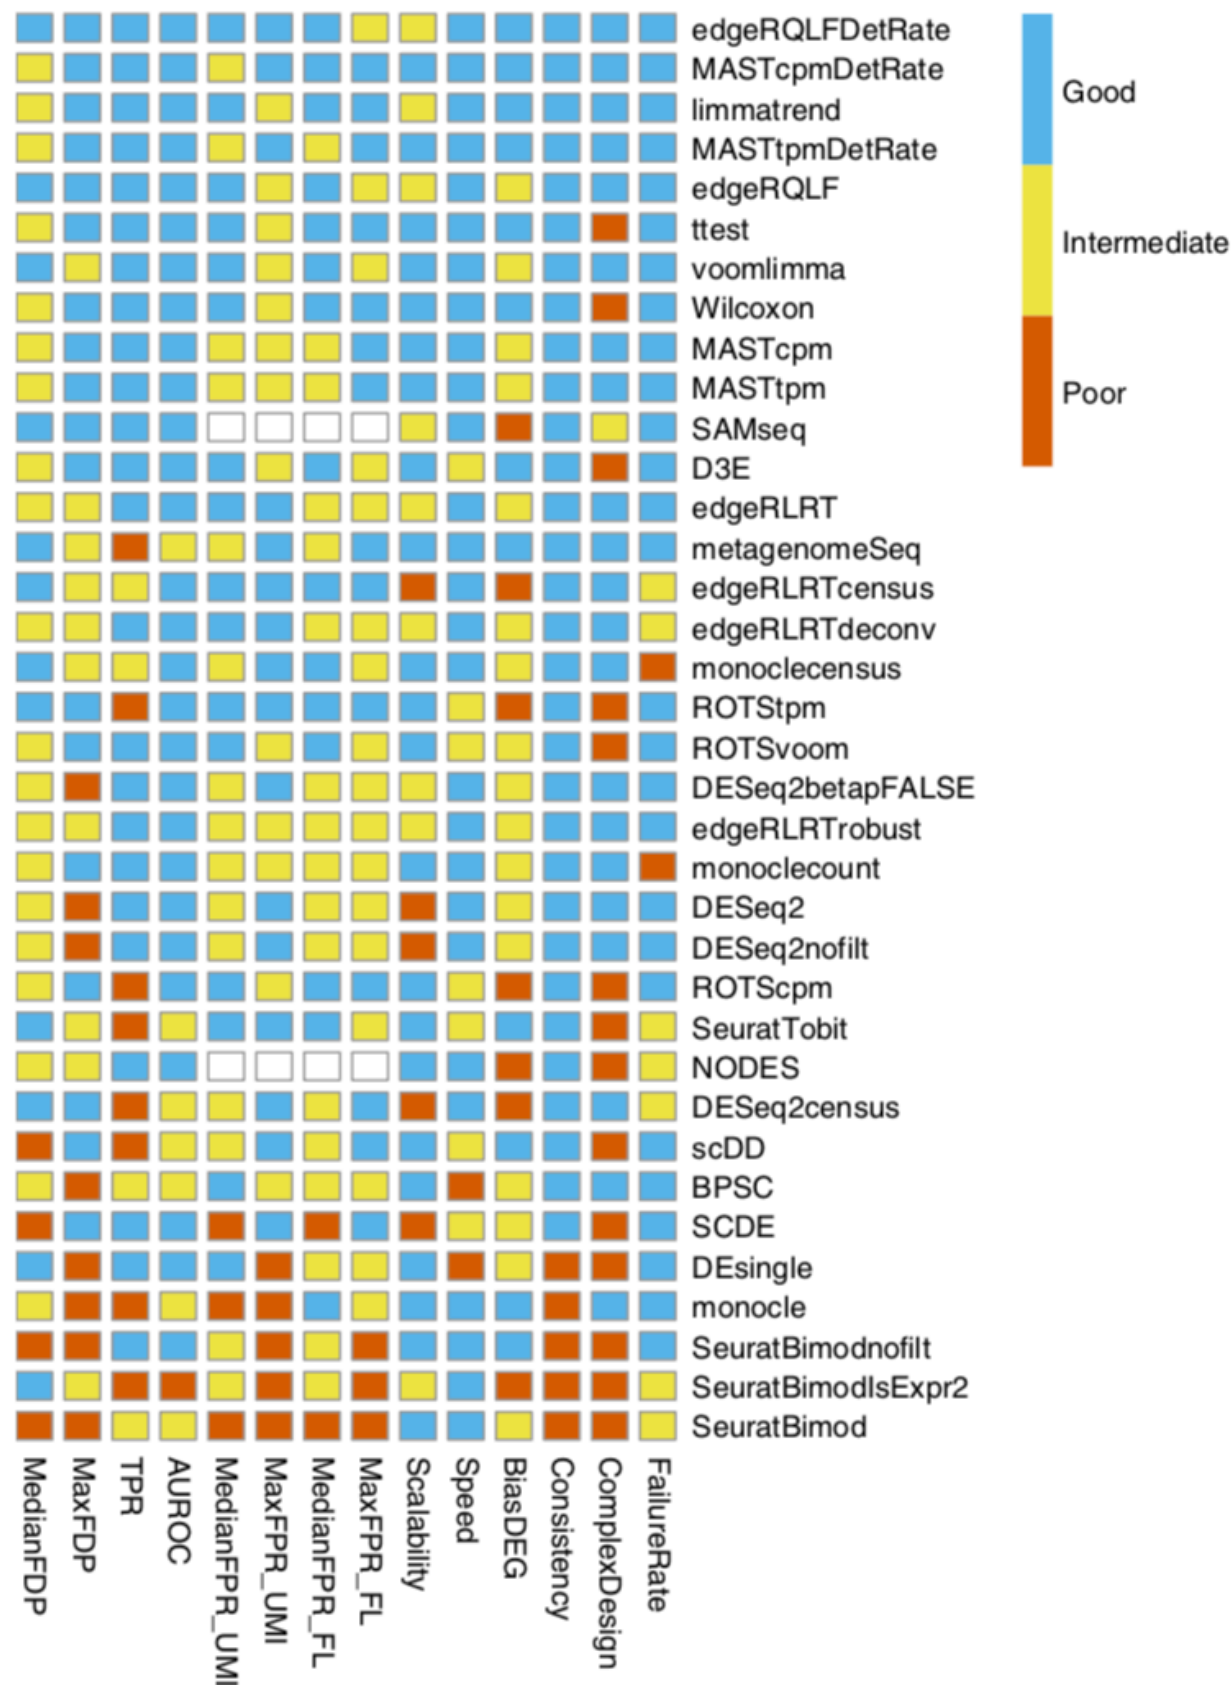 edgeRQLFDetRate
MASTcpmDetRate
limmatrend
MASTtpmDetRate
edgeRQLF
ttest
voomlimma
Wilcoxon
MASTcpm
MASTtpm
SAMseq
D3E
edgeRLRT
metagenomeSeq
edgeRLRTcensus
edgeRLRTdeconv
monoclecensus
ROTStpm
ROTSvoom
DESeq2betapFALSE
edgeRLRTrobust
monoclecount
DESeq2
DESeq2nofilt
ROTScpm
SeuratTobit
NODES
DESeq2census
scDD
BPSC
SCDE
DEsingle
monocle
SeuratBimodnofilt
SeuratBimodIsExpr2
SeuratBimod
MedianFDP
MaxFDP
TPR
AUROC
MedianFPR_UMI
MaxFPR_UMI
MedianFPR_FL
MaxFPR_FL
Scalability
Speed
BiasDEG
Consistency
ComplexDesign
FailureRate
Good
Intermediate
Poor